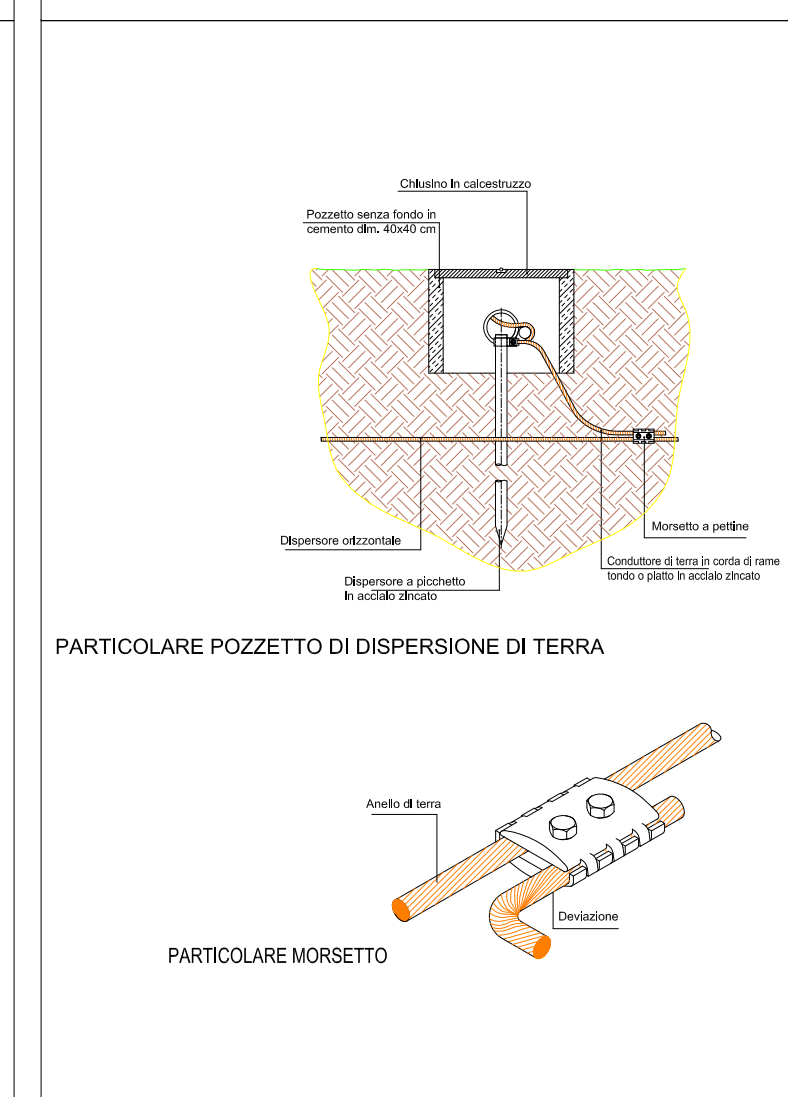 Chiusino in calcestruzzo
Pozzetto senza fondo in
cemento dim. 40x40 cm
Dispersore orizzontale
Morsetto a pettine
Dispersore a picchetto
in acciaio zincato
Conduttore di terra in corda di rame
tondo o piatto in acciaio zincato
PARTICOLARE POZZETTO DI DISPERSIONE DI TERRA
Anello di terra
Deviazione
PARTICOLARE MORSETTO